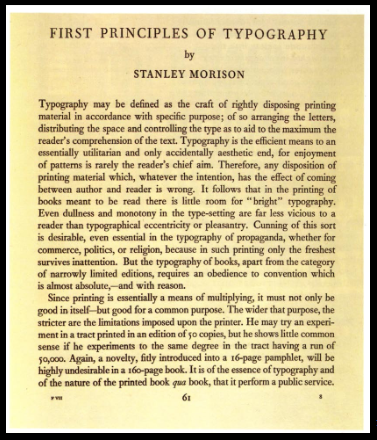 FIRST PRINCIPLES OF TYPOGRAPHY
by
STANLEY MORISON
Typography may be defined as the craft of rightly disposing printing
material in accordance with specific purpose; of so arranging the letters,
distributing the space and controlling the type as to aid to the maximum the
reader's comprehension of the text. Typography is the efficient means to an
essentially utilitarian and only accidentally aesthetic end, for enjoyment
of patterns is rarely the reader's chief aim. Therefore, any disposition of
printing material which, whatever the intention, has the effect of coming
between author and reader is wrong. It follows that in the printing of
books meant to be read there is little room for "bright" typography.
Even dullness and monotony in the type-setting are far less vicious to a
reader than typographical eccentricity or pleasantry. Cunning of this sort
is desirable, even essential in the typography of propaganda, whether for
commerce, politics, or religion, because in such printing only the freshest
survives inattention. But the typography of books, apart from the category
of narrowly limited editions, requires an obedience to convention which
is almost absolute,—and with reason.
Since printing is essentially a means of multiplying, it must not only be
good in itself—but good for a common purpose. The wider that purpose, the
stricter are the limitations imposed upon the printer. He may try an experi-
ment in a tract printed in an edition of 50 copies, but he shows little common
sense if he experiments to the same degree in the tract having a run of
50,000. Again, a novelty, fitly introduced into a 16-page pamphlet, will be
highly undesirable in a 160-page book. It is of the essence of typography and
of the nature of the printed book qua book, that it perform a public service.
F VII 61